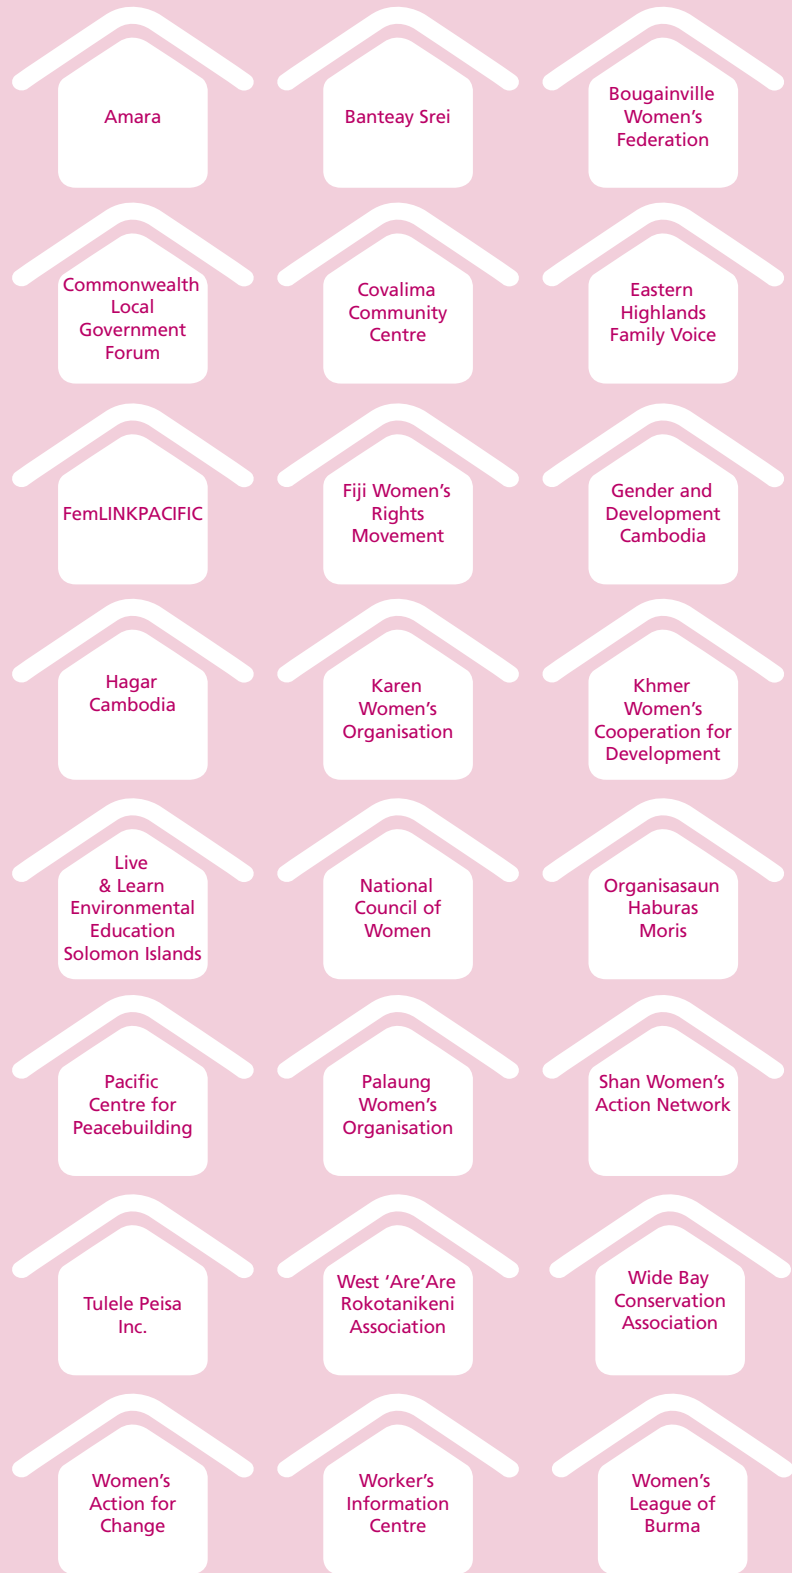 Amara
Banteay Srei
Bougainville
Women’s
Federation
Commonwealth
Local
Government
Forum
Covalima
Community
Centre
Eastern
Highlands
Family Voice
FemLINKPACIFIC
Fiji Women’s
Rights
Movement
Gender and
Development
Cambodia
Hagar
Cambodia
Karen
Women’s
Organisation
Khmer
Women’s
Cooperation for
Development
Live
& Learn
Environmental
Education
Solomon Islands
National
Council of
Women
Organisasaun
Haburas
Moris
Pacific
Centre for
Peacebuilding
Palaung
Women’s
Organisation
Shan Women’s
Action Network
Tulele Peisa
Inc.
West ‘Are’Are
Rokotanikeni
Association
Wide Bay
Conservation
Association
Women’s
Action for
Change
Worker’s
Information
Centre
Women’s
League of
Burma